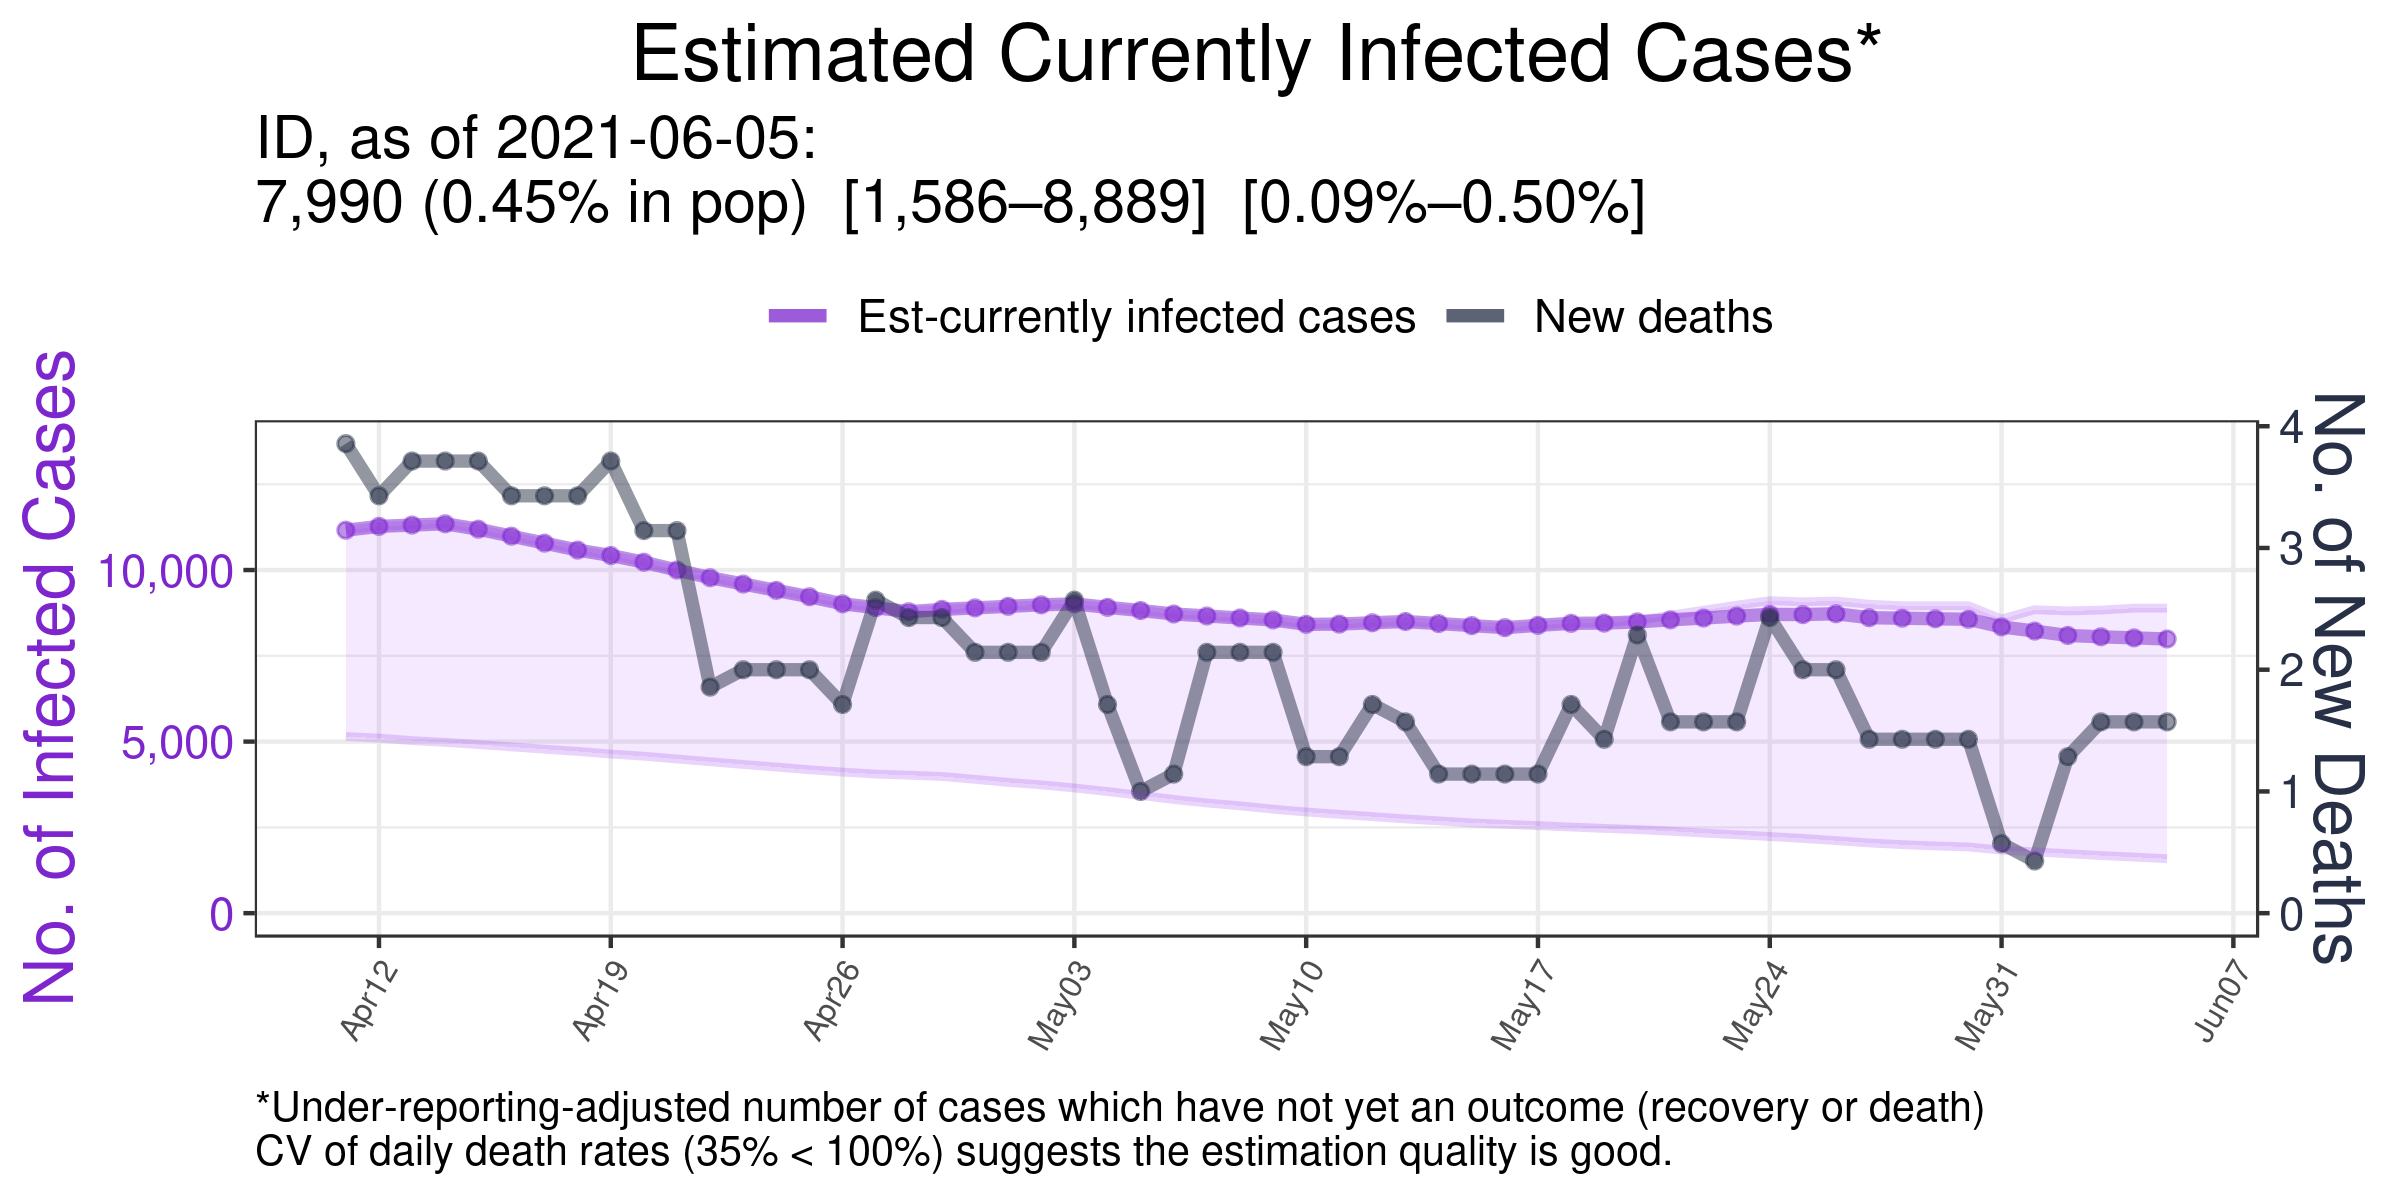 Estimated Currently Infected Cases*
ID, as of 2021-06-05:
7,990 (0.45% in pop)  [1,586–8,889]  [0.09%–0.50%]
Est-currently infected cases
New deaths
No. of Infected Cases
10,000
5,000
0
No. of New Deaths
4
3
2
1
0
Apr12
Apr19
Apr26
May03
May10
May17
May24
May31
Jun07
*Under-reporting-adjusted number of cases which have not yet an outcome (recovery or death)
CV of daily death rates (35% < 100%) suggests the estimation quality is good.